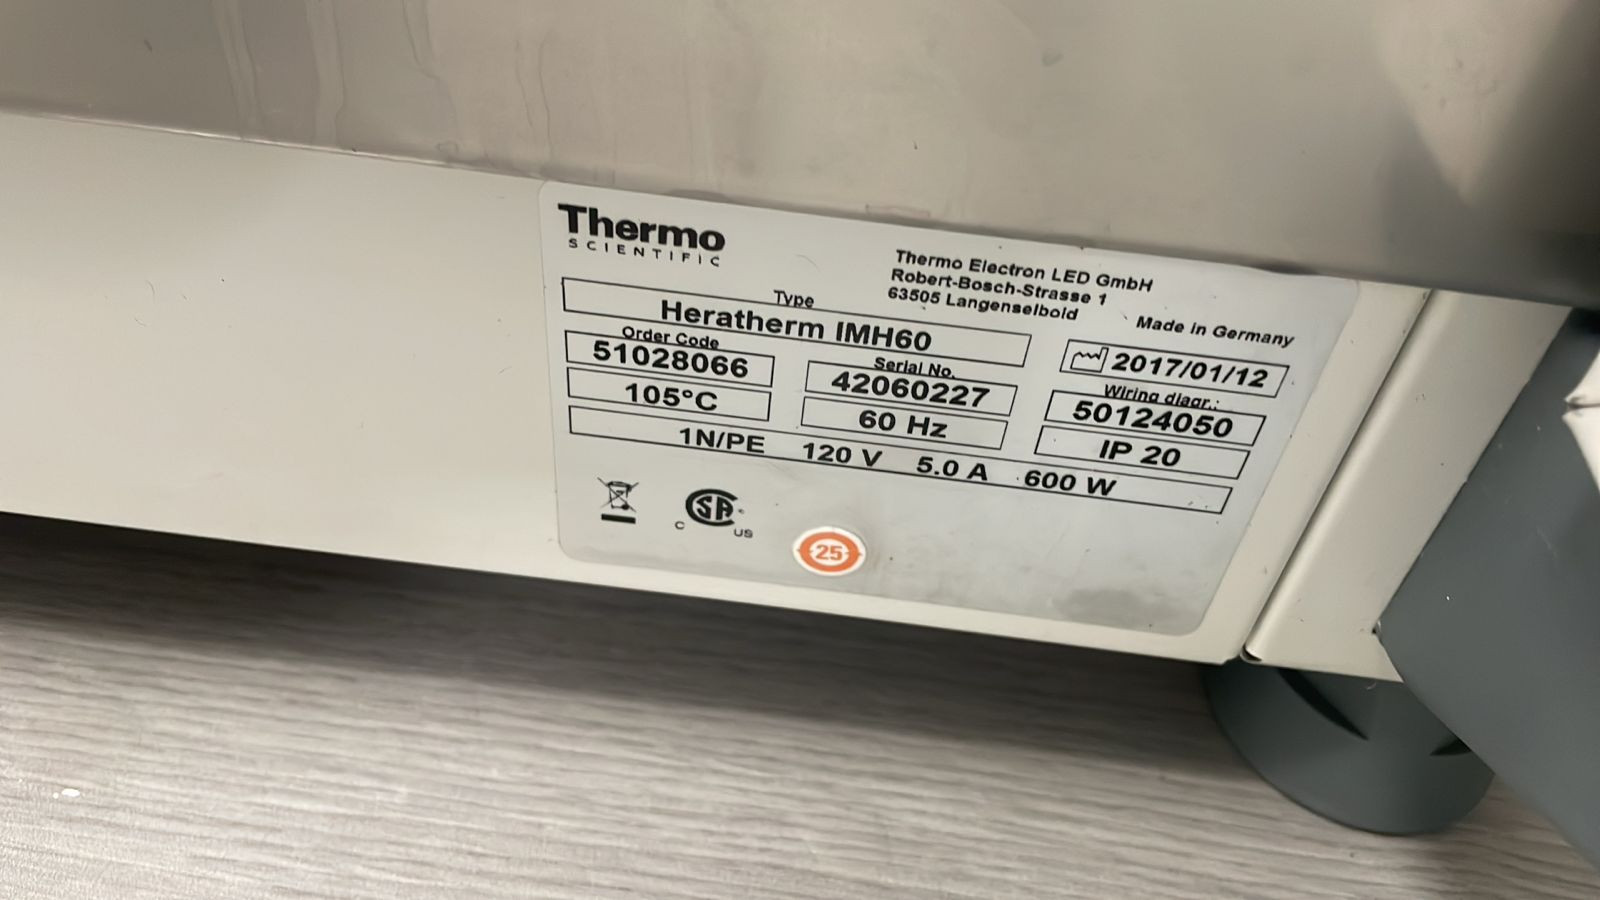 Thermo
SCIENTIFIC
Thermo Electron LED GmbH
Robert-Bosch-Strasse 1
63505 Langenselbold
Made in Germany
Type
Heratherm IMH60
2017/01/12
Order Code
51028066
Serial No.
42060227
Wiring diagr.:
50124050
105°C
60 Hz
IP 20
1N/PE 120 V 5.0 A 600 W
C SA US
25